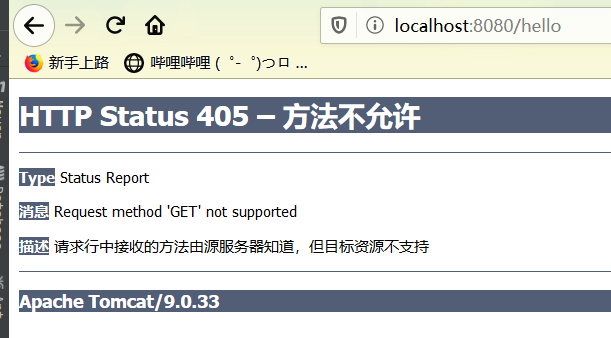 localhost:8080/hello
新手上路 哔哩哔哩 ( ゜- ゜)つロ ...
HTTP Status 405 – 方法不允许
Type Status Report
消息 Request method 'GET' not supported
描述 请求行中接收的方法由源服务器知道，但目标资源不支持
Apache Tomcat/9.0.33